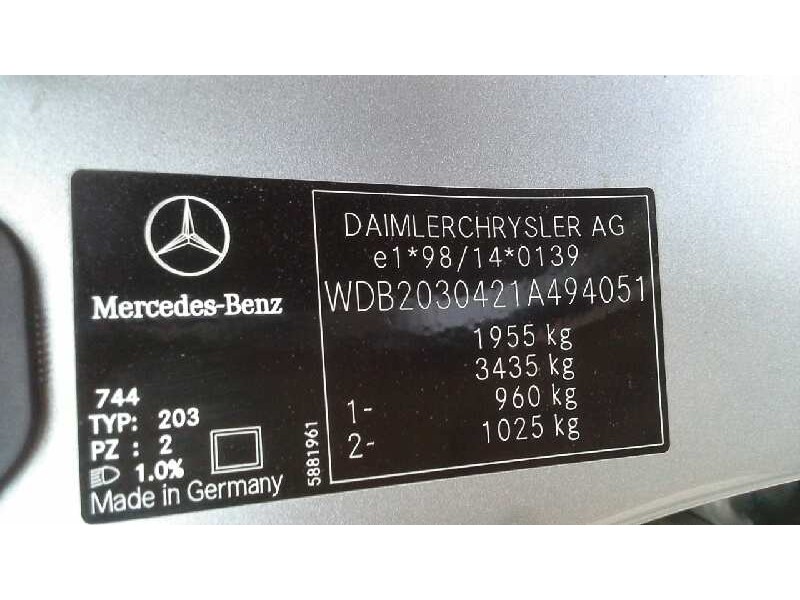 Mercedes-Benz
744
TYP: 203
PZ : 2
1.0%
Made in Germany
5881961
DAIMLERCHRYSLER AG
e1*98/14*0139
WDB2030421A494051
1955 kg
3435 kg
1- 960 kg
2- 1025 kg